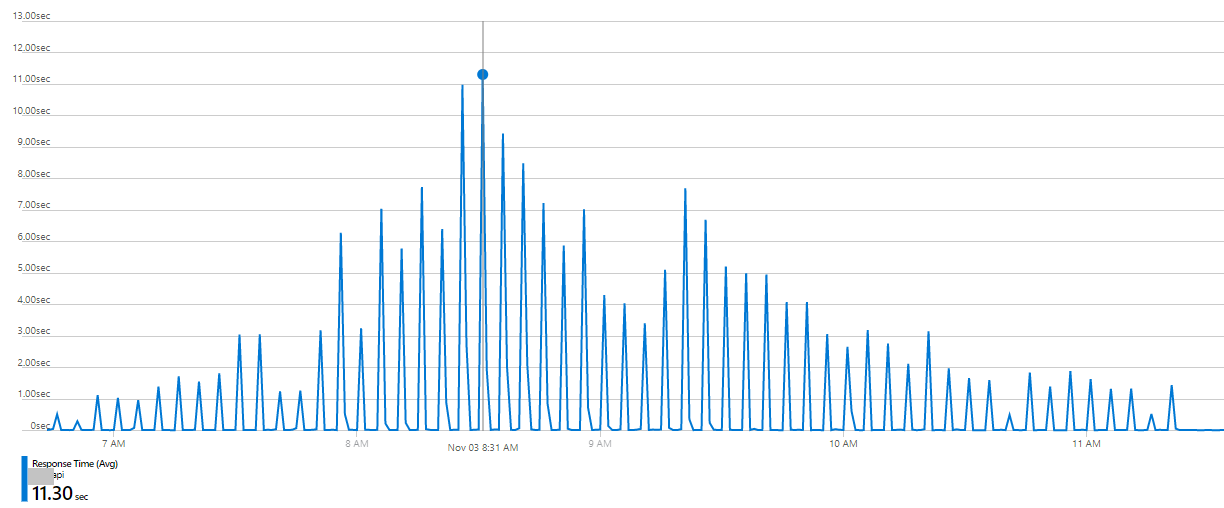 13.00sec
12.00sec
11.00sec
10.00sec
9.00sec
8.00sec
7.00sec
6.00sec
5.00sec
4.00sec
3.00sec
2.00sec
1.00sec
0sec
7 AM 8 AM Nov 03 8:31 AM 9 AM 10 AM 11 AM
Response Time (Avg)
api
11.30 sec